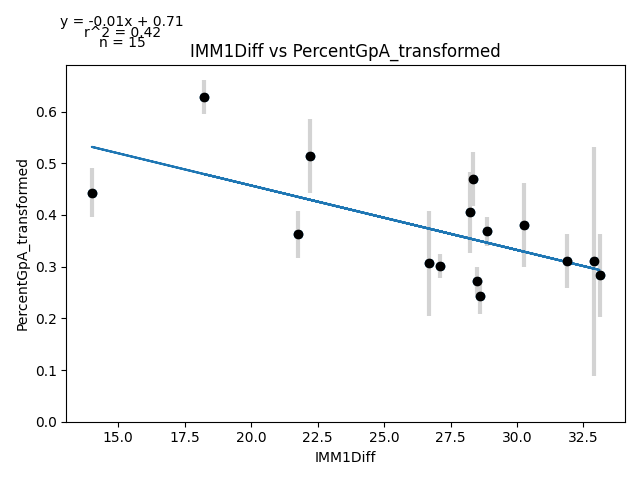 y = -0.01x + 0.71
r^2 = 0.42
n = 15
IMM1Diff vs PercentGpA_transformed
PercentGpA_transformed
0.6
0.5
0.4
0.3
0.2
0.1
0.0
15.0 17.5 20.0 22.5 25.0 27.5 30.0 32.5
IMM1Diff